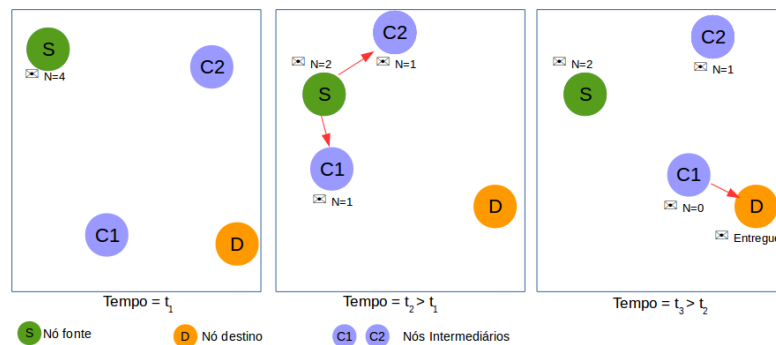 S
N=4
C2
C1
D
Tempo = t1
C2
N=2
N=1
S
C1
N=1
D
Tempo = t2 > t1
C2
N=2
N=1
S
C1
N=0
D
Entregue
Tempo = t3 > t2
S Nó fonte
D Nó destino
C1 C2 Nós Intermediários